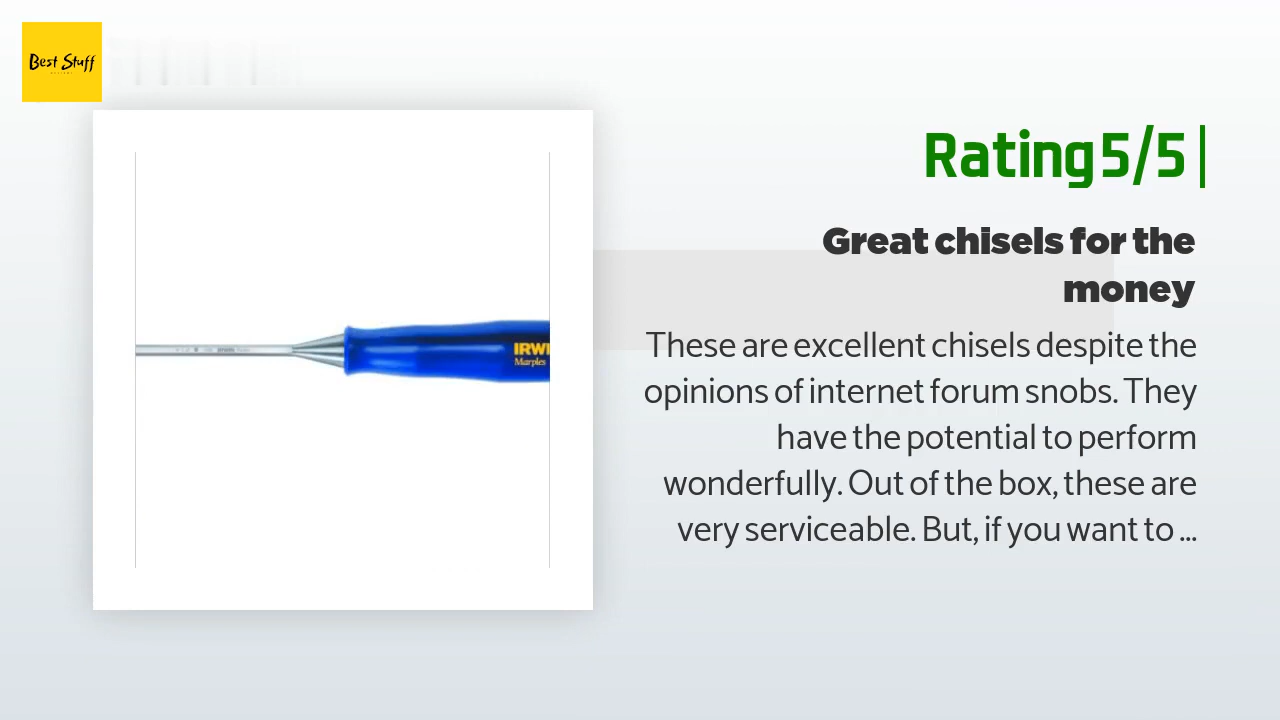 Best Stuff
Rating 5/5
Great chisels for the
money
These are excellent chisels despite the
opinions of internet forum snobs. They
have the potential to perform
wonderfully. Out of the box, these are
very serviceable. But, if you want to ...
IRWI
Marples